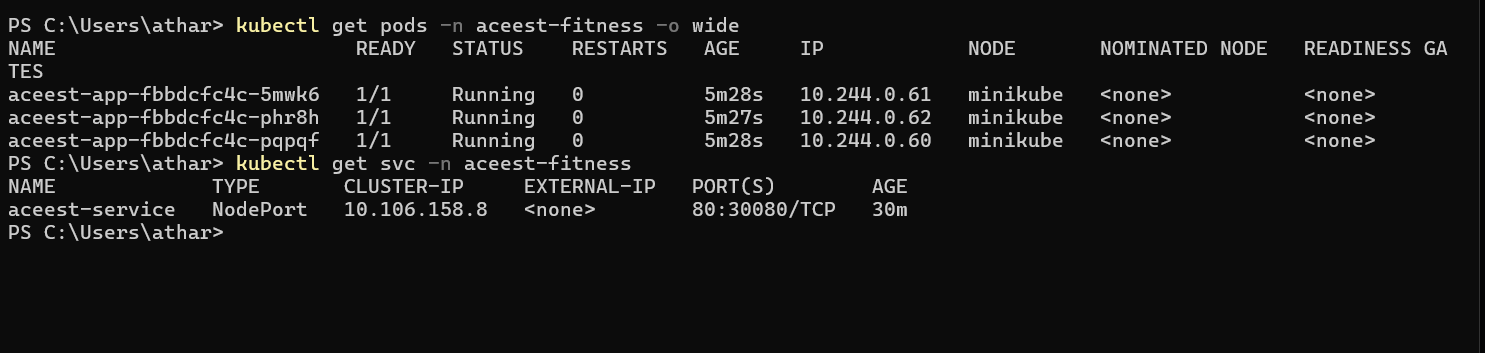 PS C:\Users\athar> kubectl get pods -n aceest-fitness -o wide
NAME                         READY   STATUS    RESTARTS   AGE     IP            NODE       NOMINATED NODE   READINESS GA
TES
aceest-app-fbbdcfc4c-5mwk6   1/1     Running   0          5m28s   10.244.0.61   minikube   <none>           <none>
aceest-app-fbbdcfc4c-phr8h   1/1     Running   0          5m27s   10.244.0.62   minikube   <none>           <none>
aceest-app-fbbdcfc4c-pqpqf   1/1     Running   0          5m28s   10.244.0.60   minikube   <none>           <none>
PS C:\Users\athar> kubectl get svc -n aceest-fitness
NAME             TYPE       CLUSTER-IP     EXTERNAL-IP   PORT(S)        AGE
aceest-service   NodePort   10.106.158.8   <none>        80:30080/TCP   30m
PS C:\Users\athar>